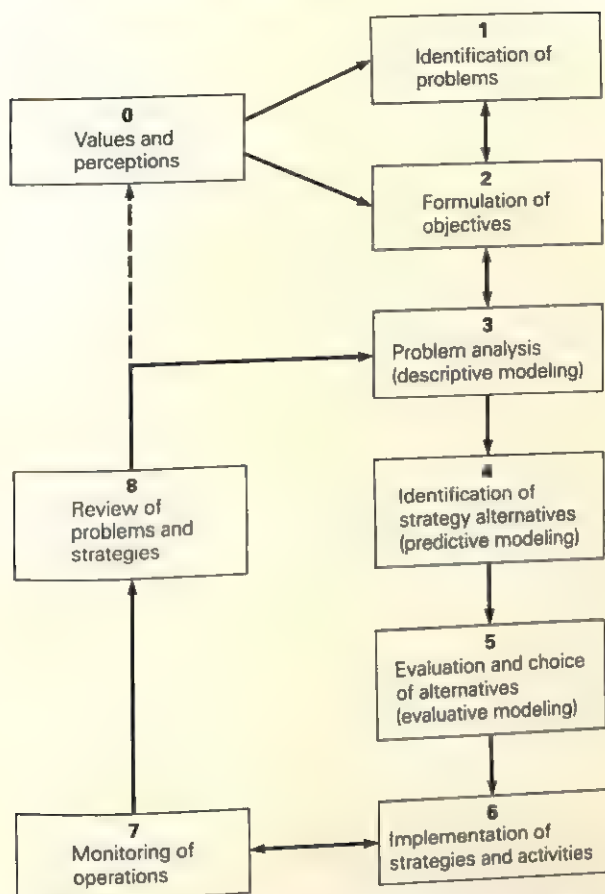 0
Values and
perceptions
1
Identification of
problems
2
Formulation of
objectives
3
Problem analysis
(descriptive modeling)
4
Identification of
strategy alternatives
(predictive modeling)
5
Evaluation and choice
of alternatives
(evaluative modeling)
6
Implementation of
strategies and activities
7
Monitoring of
operations
8
Review of
problems and
strategies